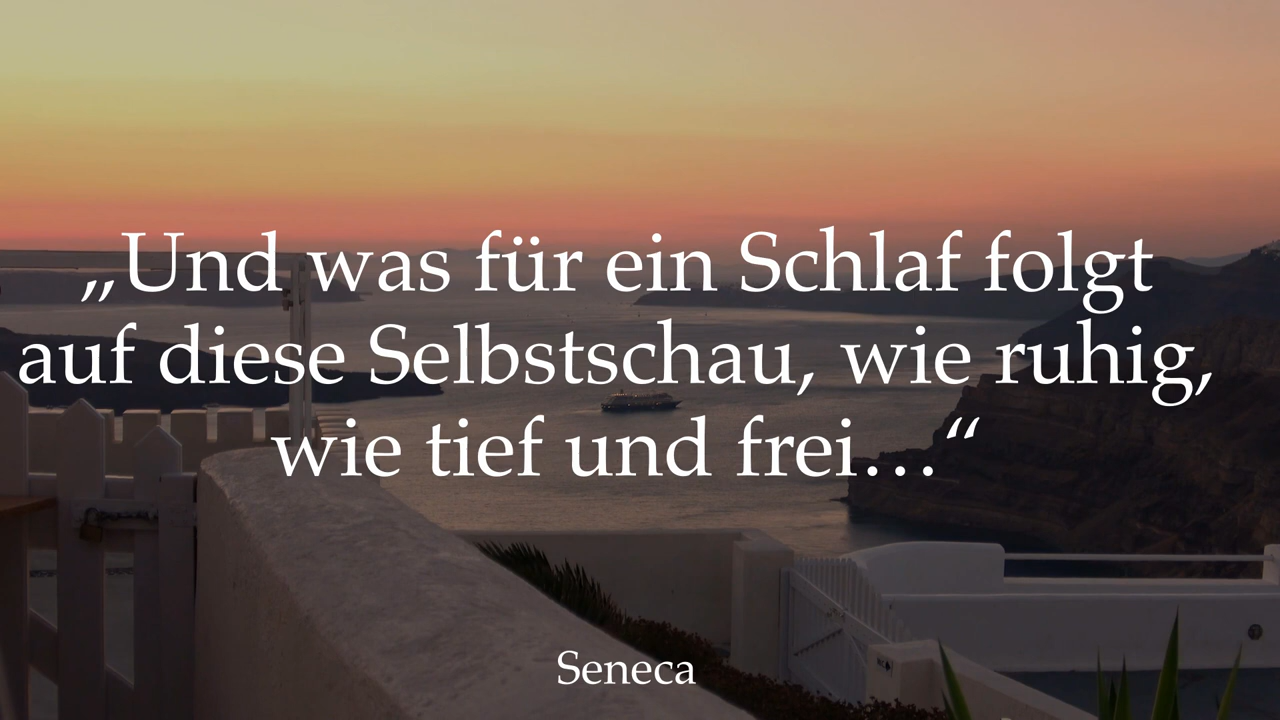 „Und was für ein Schlaf folgt
auf diese Selbstschau, wie ruhig,
wie tief und frei…“
Seneca